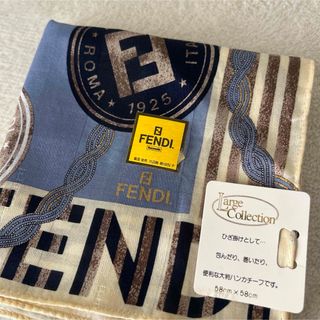 ROMA
ITA
1925
FENDI
FENDI
FENDI
Large
Collection
ひざ掛けとして…
包んだり、巻いたり、
便利な大判ハンカチーフです。
58cm×58cm